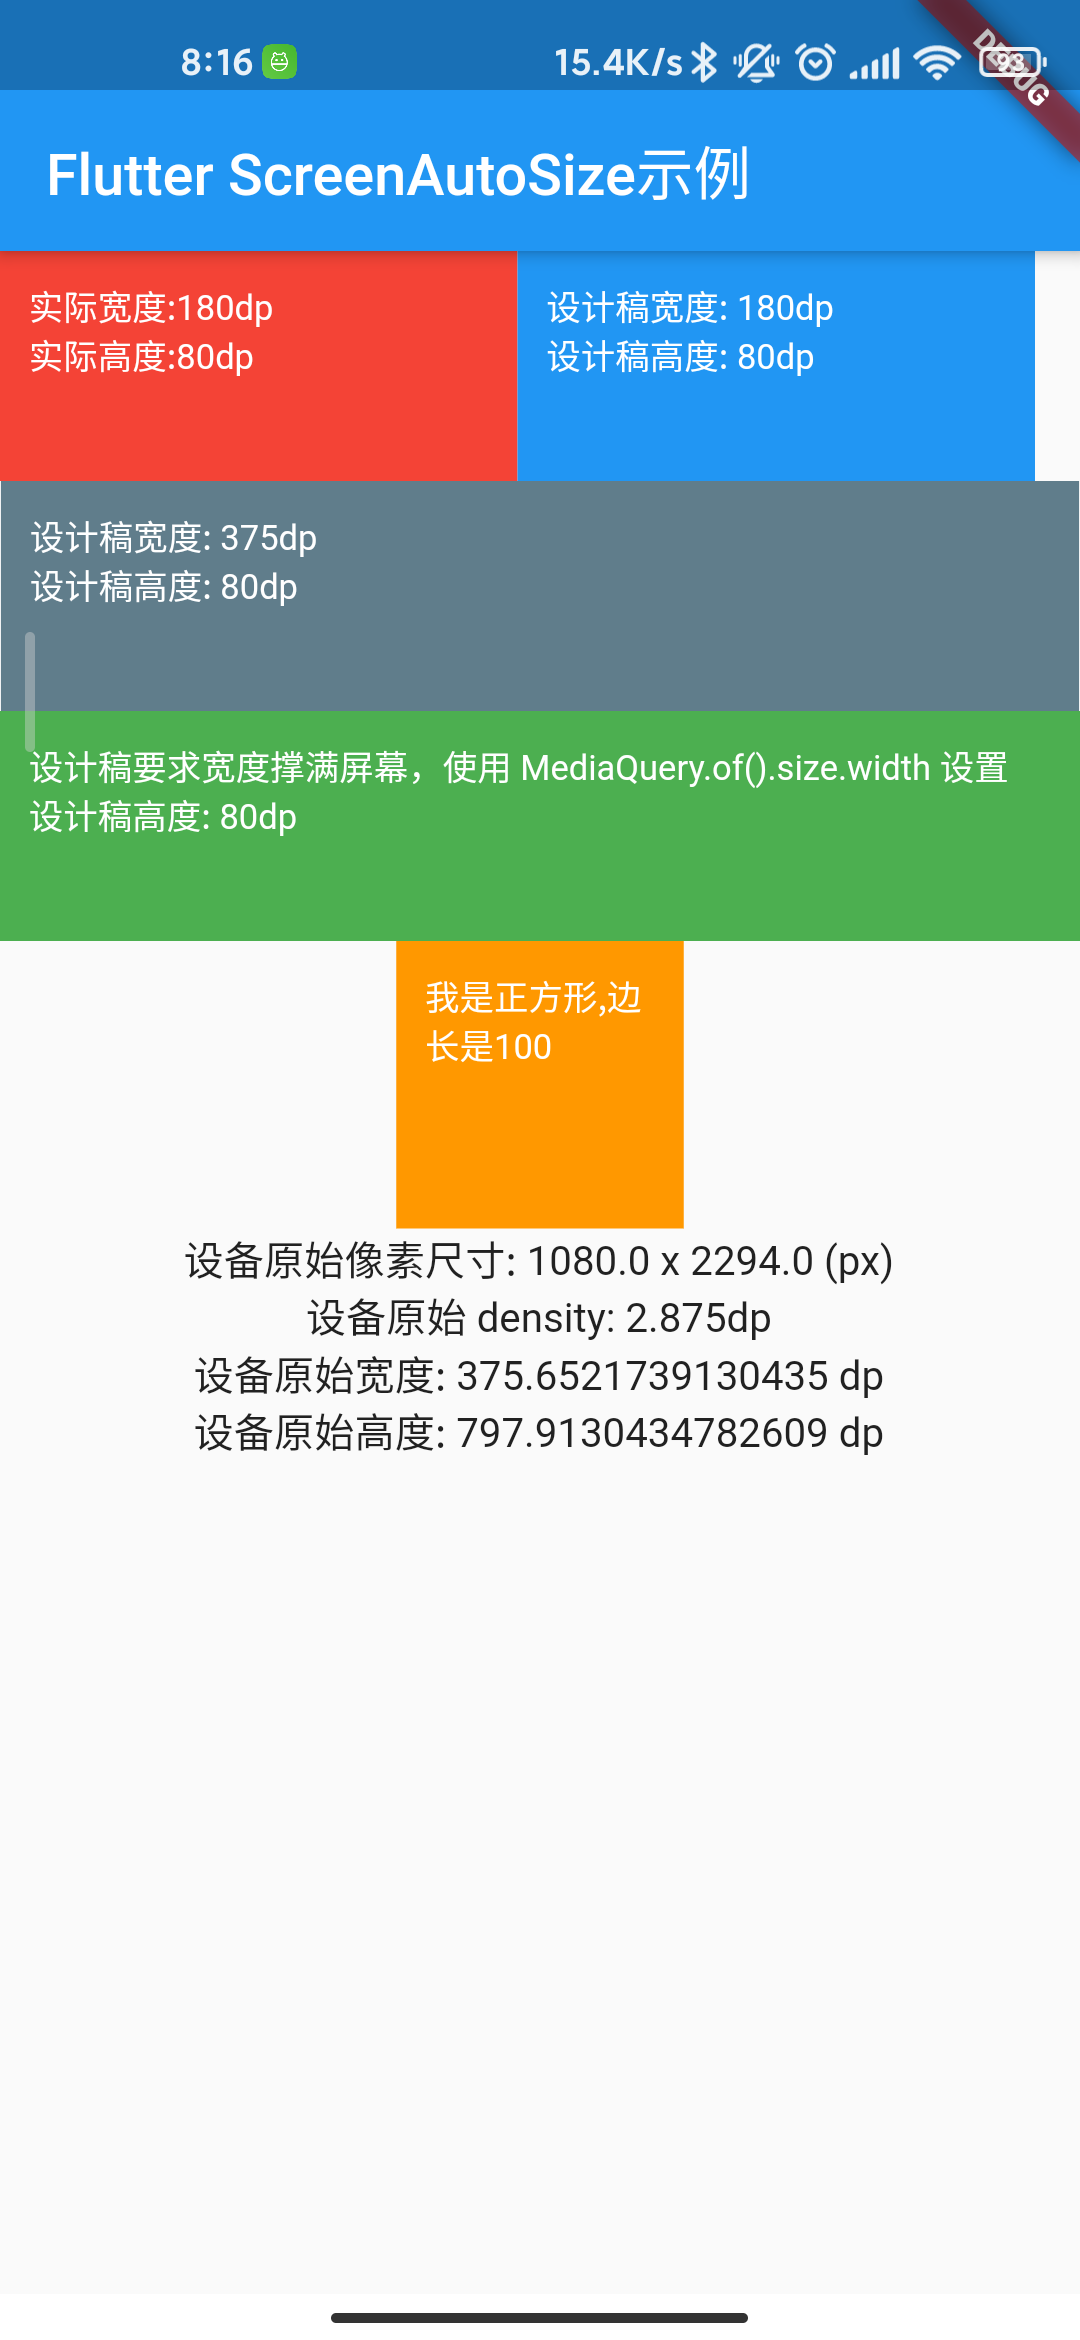 8:16
15.4K/s
93
DEBUG
Flutter ScreenAutoSize示例
实际宽度:180dp
实际高度:80dp
设计稿宽度: 180dp
设计稿高度: 80dp
设计稿宽度: 375dp
设计稿高度: 80dp
设计稿要求宽度撑满屏幕，使用 MediaQuery.of().size.width 设置
设计稿高度: 80dp
我是正方形,边
长是100
设备原始像素尺寸: 1080.0 x 2294.0 (px)
设备原始 density: 2.875dp
设备原始宽度: 375.6521739130435 dp
设备原始高度: 797.9130434782609 dp